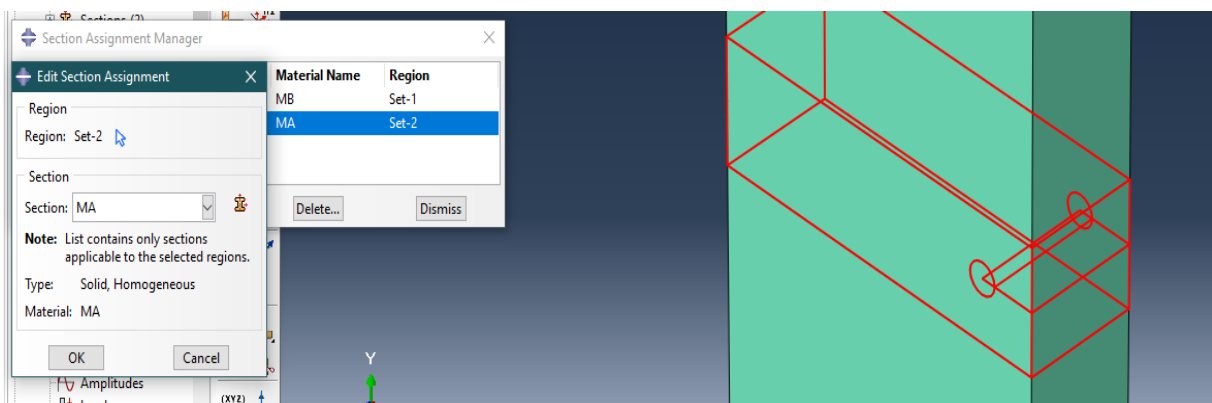 Sections (2)
Section Assignment Manager
Edit Section Assignment
Material Name Region
MB Set-1
MA Set-2
Region
Region: Set-2
Section
Section: MA
Note: List contains only sections
applicable to the selected regions.
Type: Solid, Homogeneous
Material: MA
OK Cancel
Delete... Dismiss
Amplitudes
(XYZ)
Y